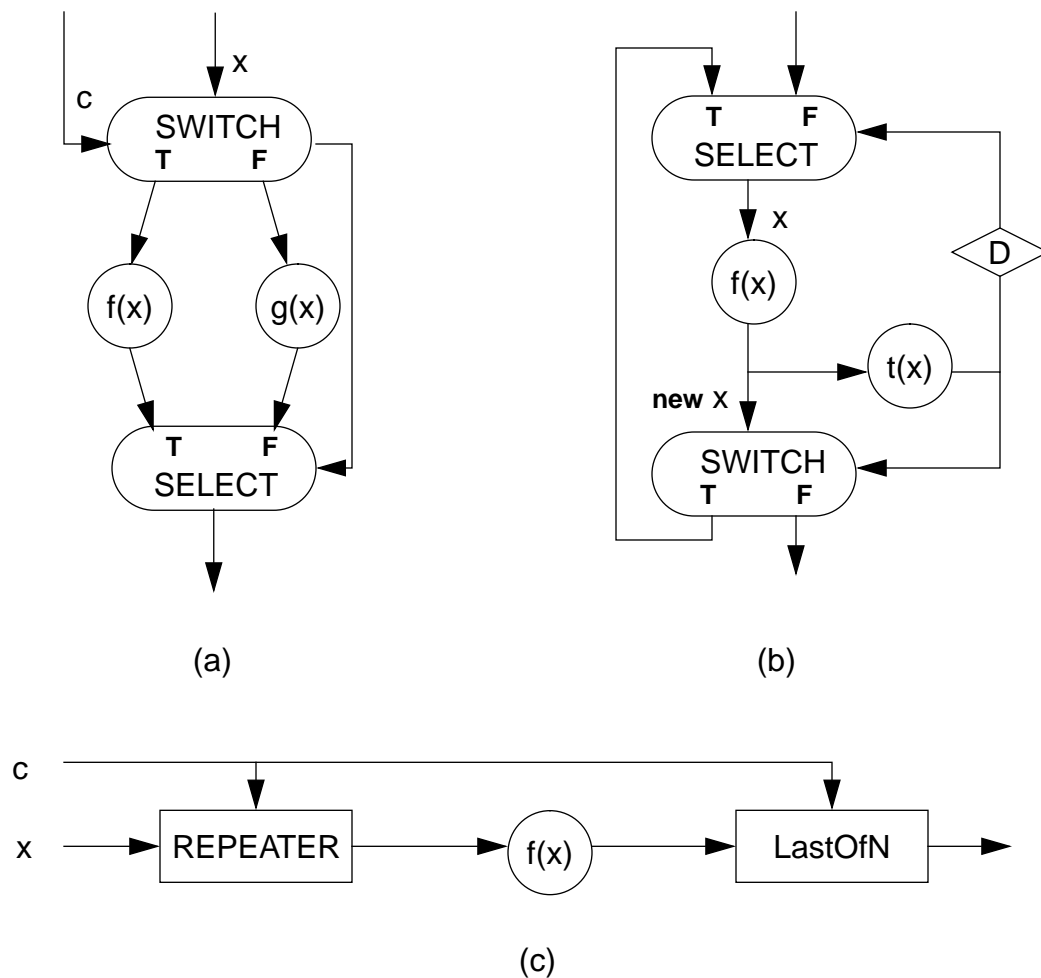 x
c
SWITCH
T F
f(x)
g(x)
T F
SELECT
(a)
T F
SELECT
x
D
f(x)
t(x)
new x
SWITCH
T F
(b)
c
x
REPEATER
f(x)
LastOfN
(c)